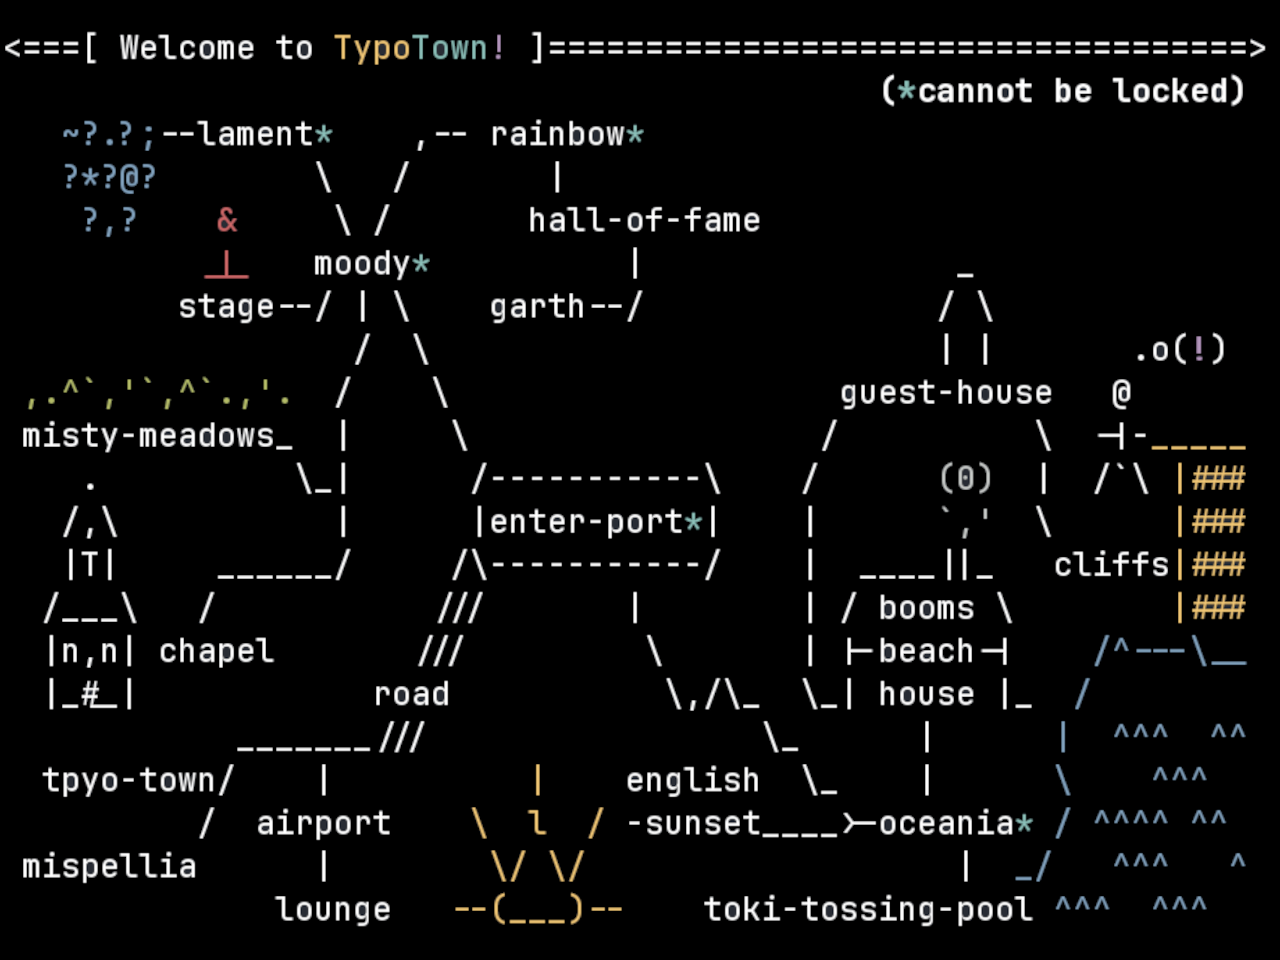 <===[ Welcome to TypoTown! ]====================================>
(*cannot be locked)
~?.?;--lament* ,-- rainbow*
?*?@? \ / |
?,? & \ / hall-of-fame
_|_ moody* | _
stage--/ | \ garth--/ / \
/ \ | | .o(!)
,.^`,'`,^`.,'. / \ guest-house @
misty-meadows_ | \ / \ -|-_____
. \_| /-----------\ / (0) | /`\ |###
/,\ | |enter-port*| | `,' \ |###
|T| ______/ /\-----------/ | ____||_ cliffs|###
/___\ / /// | | / booms \ |###
|n,n| chapel /// \ | |-beach-| /^---\__
|_#_| road \,/\_ \_| house |_ /
_______/// \_ | | ^^^ ^^
tpyo-town/ | | english \_ | \ ^^^
/ airport \ l / -sunset____>-oceania* / ^^^^ ^^
mispellia | \/ \/ | _/ ^^^ ^
lounge --(___)-- toki-tossing-pool ^^^ ^^^